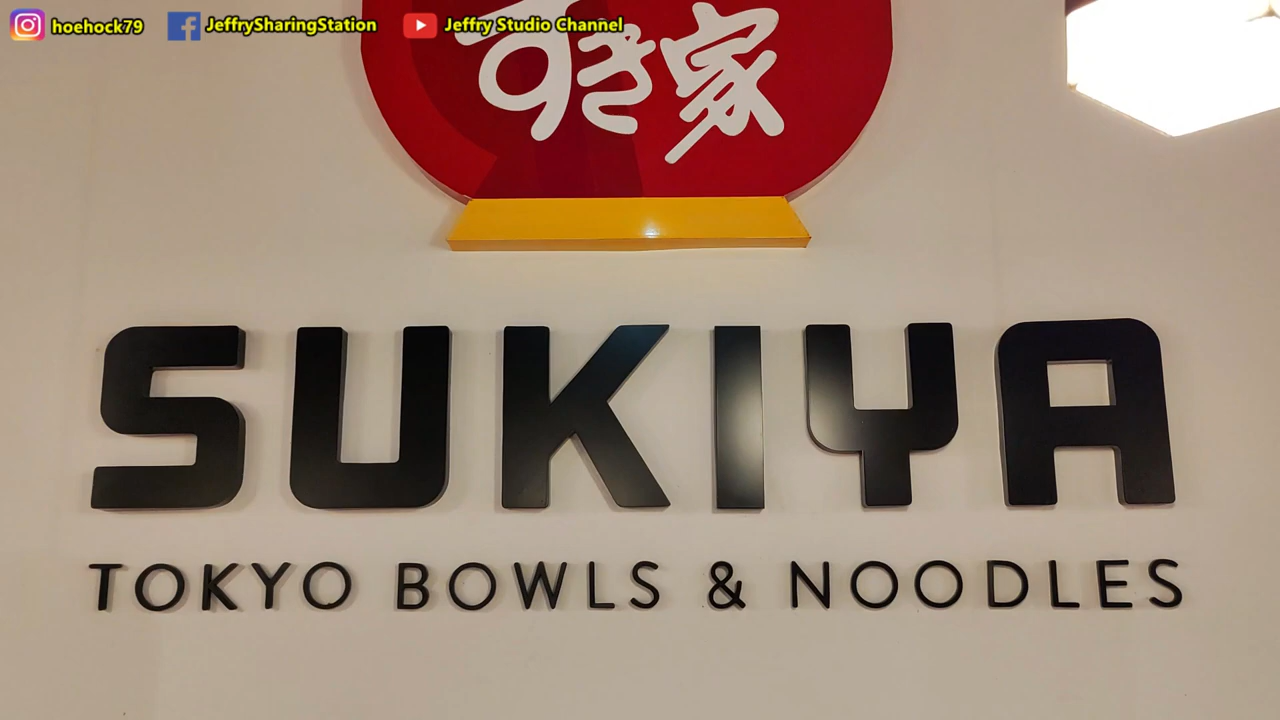 hoehock79 JeffrySharingStation Jeffry Studio Channel
すき家
SUKIYA
TOKYO BOWLS & NOODLES